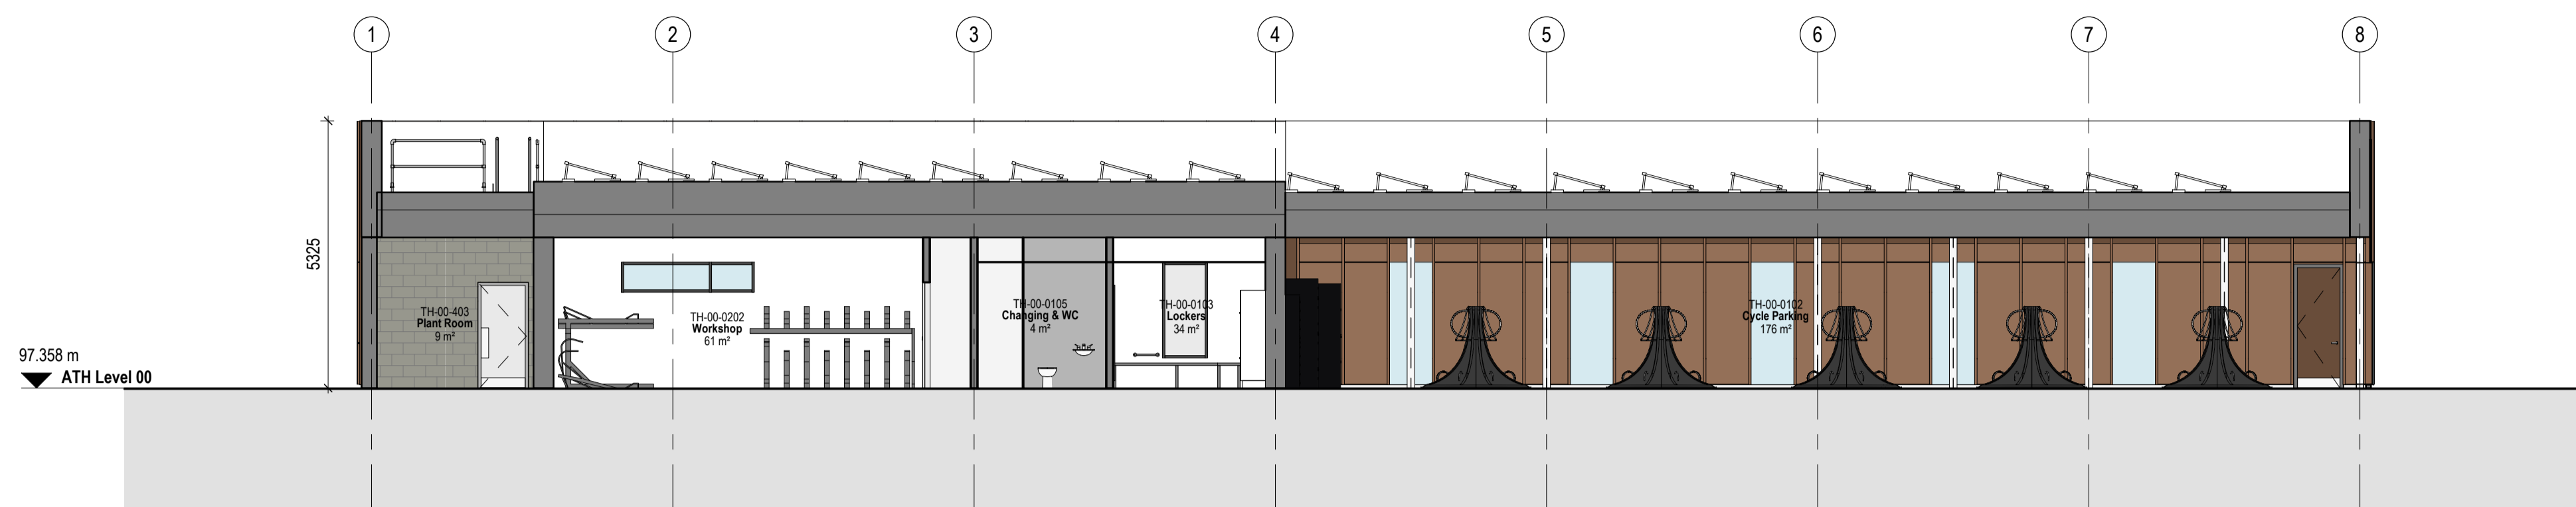 1 2 3 4 5 6 7 8
5325
TH-00-403
Plant Room
9 m²
TH-00-0202
Workshop
61 m²
TH-00-0105
Changing & WC
4 m²
TH-00-0103
Lockers
34 m²
TH-00-0102
Cycle Parking
176 m²
97.358 m
ATH Level 00